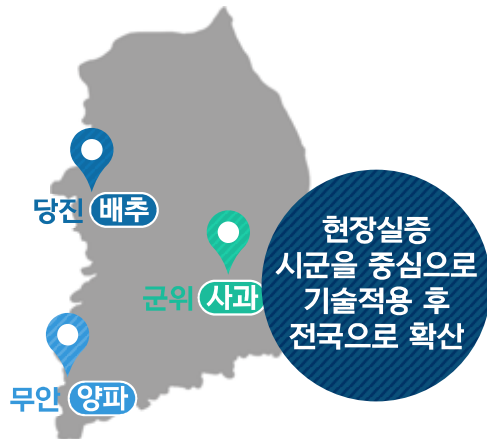 당진 배추
현장실증
시군을 중심으로
기술적용 후
전국으로 확산
군위 사과
무안 양파